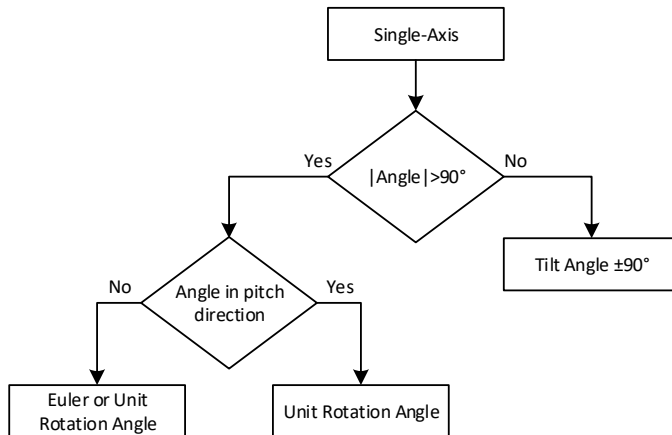 Single-Axis
Yes
|Angle|>90°
No
Tilt Angle ±90°
No
Angle in pitch
direction
Yes
Euler or Unit
Rotation Angle
Unit Rotation Angle